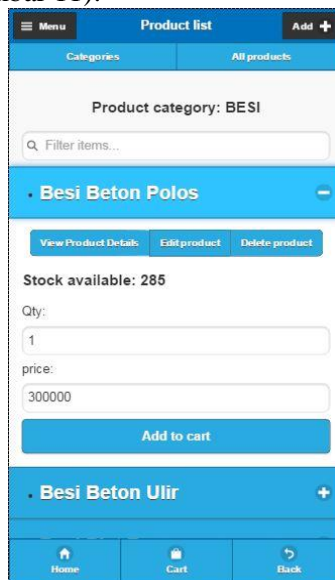 Menu Product list Add
Categories All products
Product category: BESI
Filter items...
Besi Beton Polos
View Product Details Edit product Delete product
Stock available: 285
Qty:
1
price:
300000
Add to cart
Besi Beton Ulir
Home Cart Back